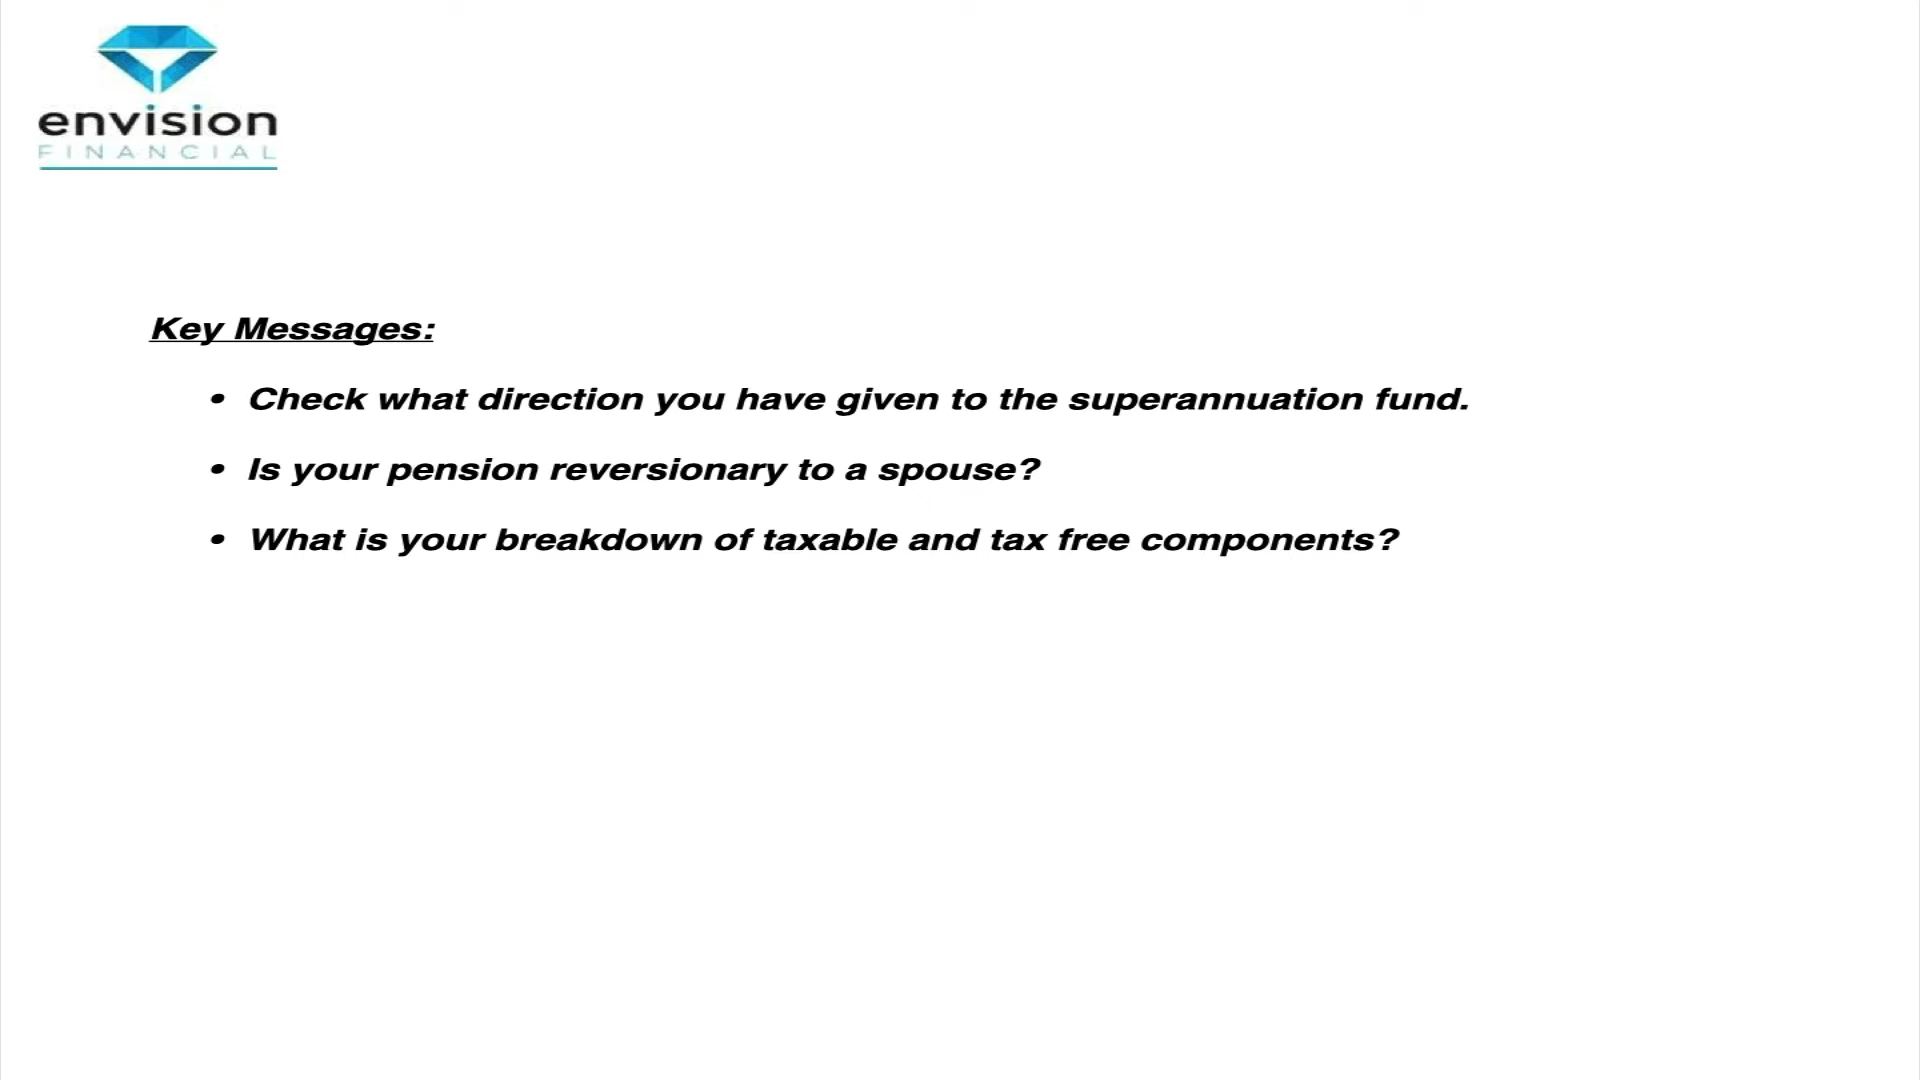 envision
FINANCIAL
Key Messages:
• Check what direction you have given to the superannuation fund.
• Is your pension reversionary to a spouse?
• What is your breakdown of taxable and tax free components?